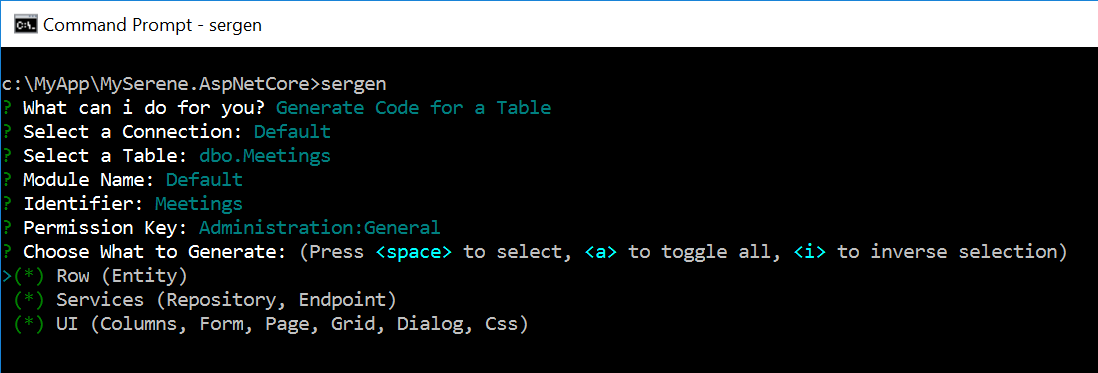 C:\.
Command Prompt - sergen
c:\MyApp\MySerene.AspNetCore>sergen
? What can i do for you? Generate Code for a Table
? Select a Connection: Default
? Select a Table: dbo.Meetings
? Module Name: Default
? Identifier: Meetings
? Permission Key: Administration:General
? Choose What to Generate: (Press <space> to select, <a> to toggle all, <i> to inverse selection)
>(*) Row (Entity)
(*) Services (Repository, Endpoint)
(*) UI (Columns, Form, Page, Grid, Dialog, Css)